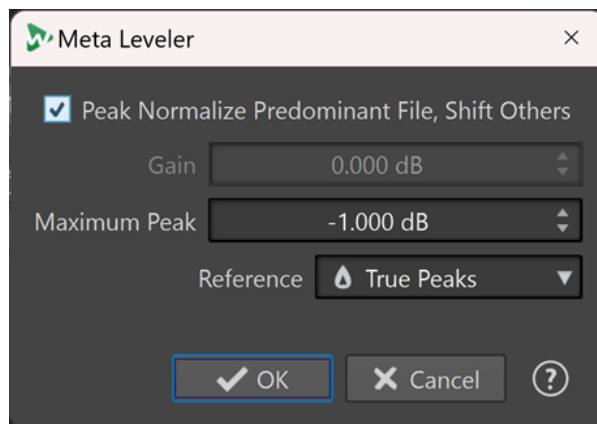 Meta Leveler
Peak Normalize Predominant File, Shift Others
Gain 0.000 dB
Maximum Peak -1.000 dB
Reference True Peaks
OK Cancel ?